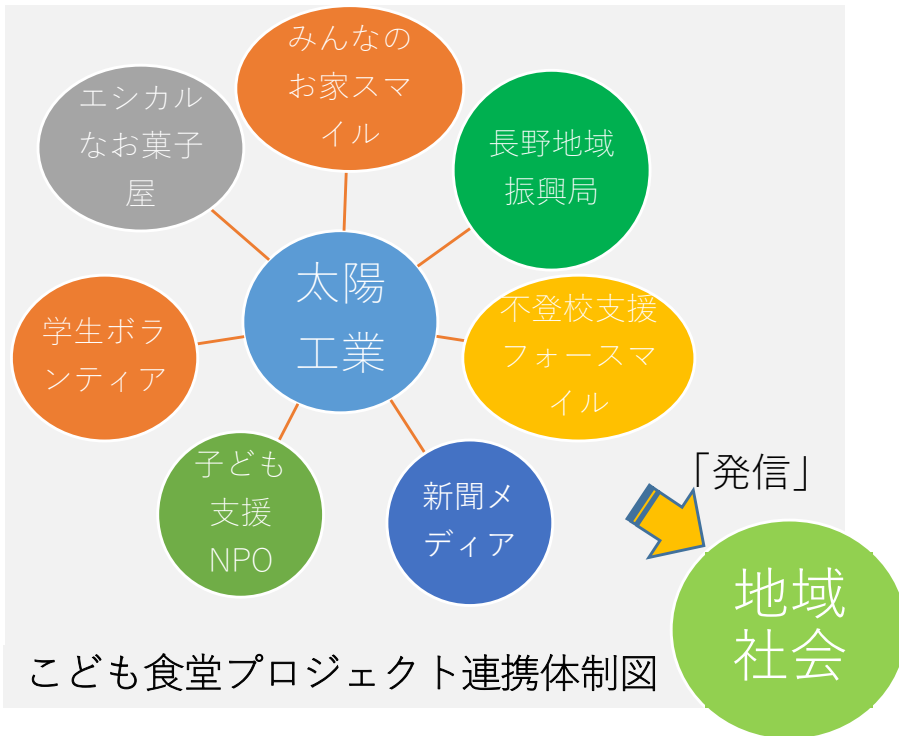 みんなの
お家スマ
イル
エシカル
なお菓子
屋
長野地域
振興局
太陽
工業
不登校支援
フォースマ
イル
学生ボラ
ンティア
子ども
支援
NPO
新聞メ
ディア
「発信」
地域
社会
こども食堂プロジェクト連携体制図